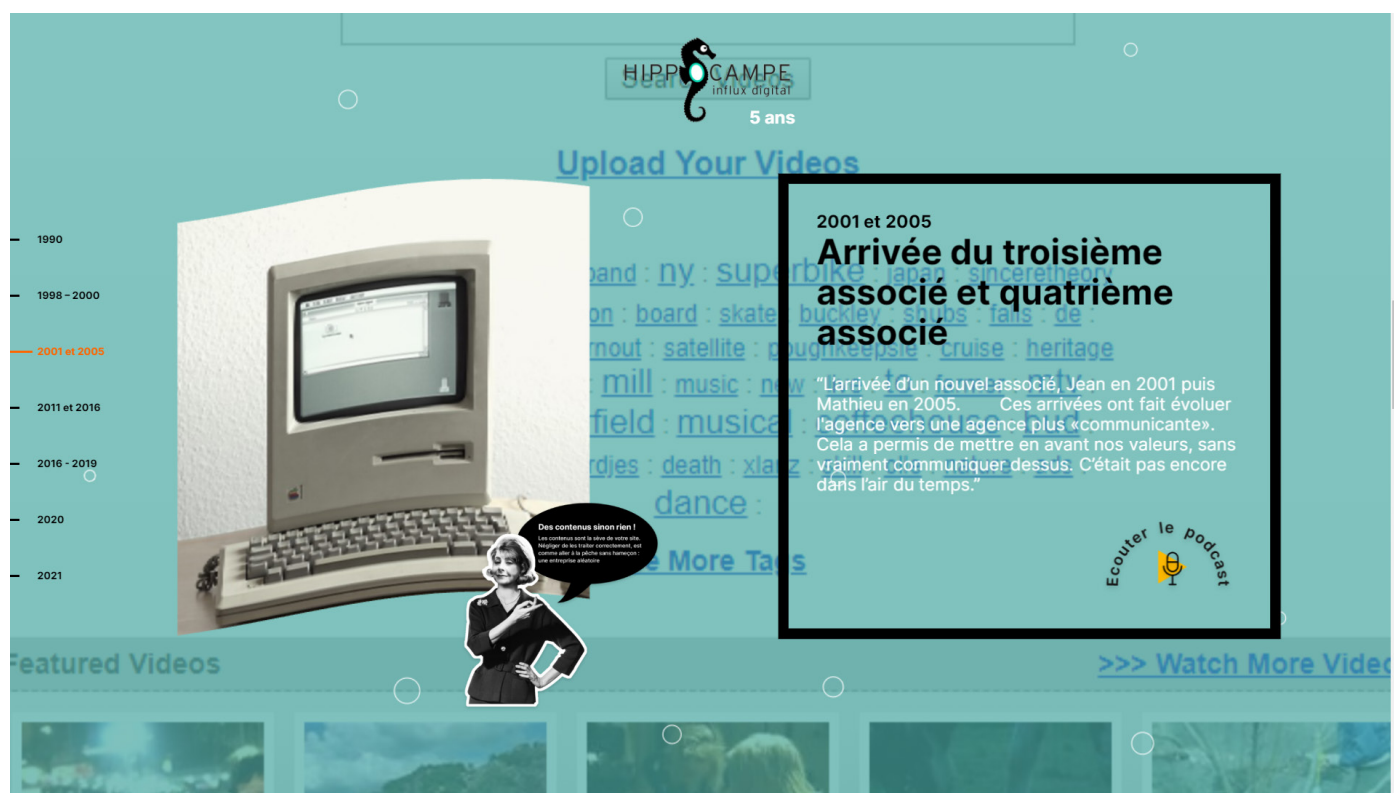 HIPPOCAMPE
influx digital
5 ans
Search Videos
Upload Your Videos
1990
1998 – 2000
2001 et 2005
2011 et 2016
2016 - 2019
2020
2021
2001 et 2005
Arrivée du troisième
associé et quatrième
associé
“L’arrivée d’un nouvel associé, Jean en 2001 puis
Mathieu en 2005. Ces arrivées ont fait évoluer
l’agence vers une agence plus «communicante».
Cela a permis de mettre en avant nos valeurs, sans
vraiment communiquer dessus. C’était pas encore
dans l’air du temps.”
Ecouter le podcast
: ny : superbike : japan : sinceretheory
: board : skate : buckley : shubs : fails : de :
: satellite : poughkeepsie : cruise : heritage
: mill : music : new
: musical :
: death :
dance :
More Tags
Des contenus sinon rien !
Les contenus sont la sève de votre site.
Négliger de les traiter correctement, est
comme aller à la pêche sans hameçon :
une entreprise aléatoire
Featured Videos
>>> Watch More